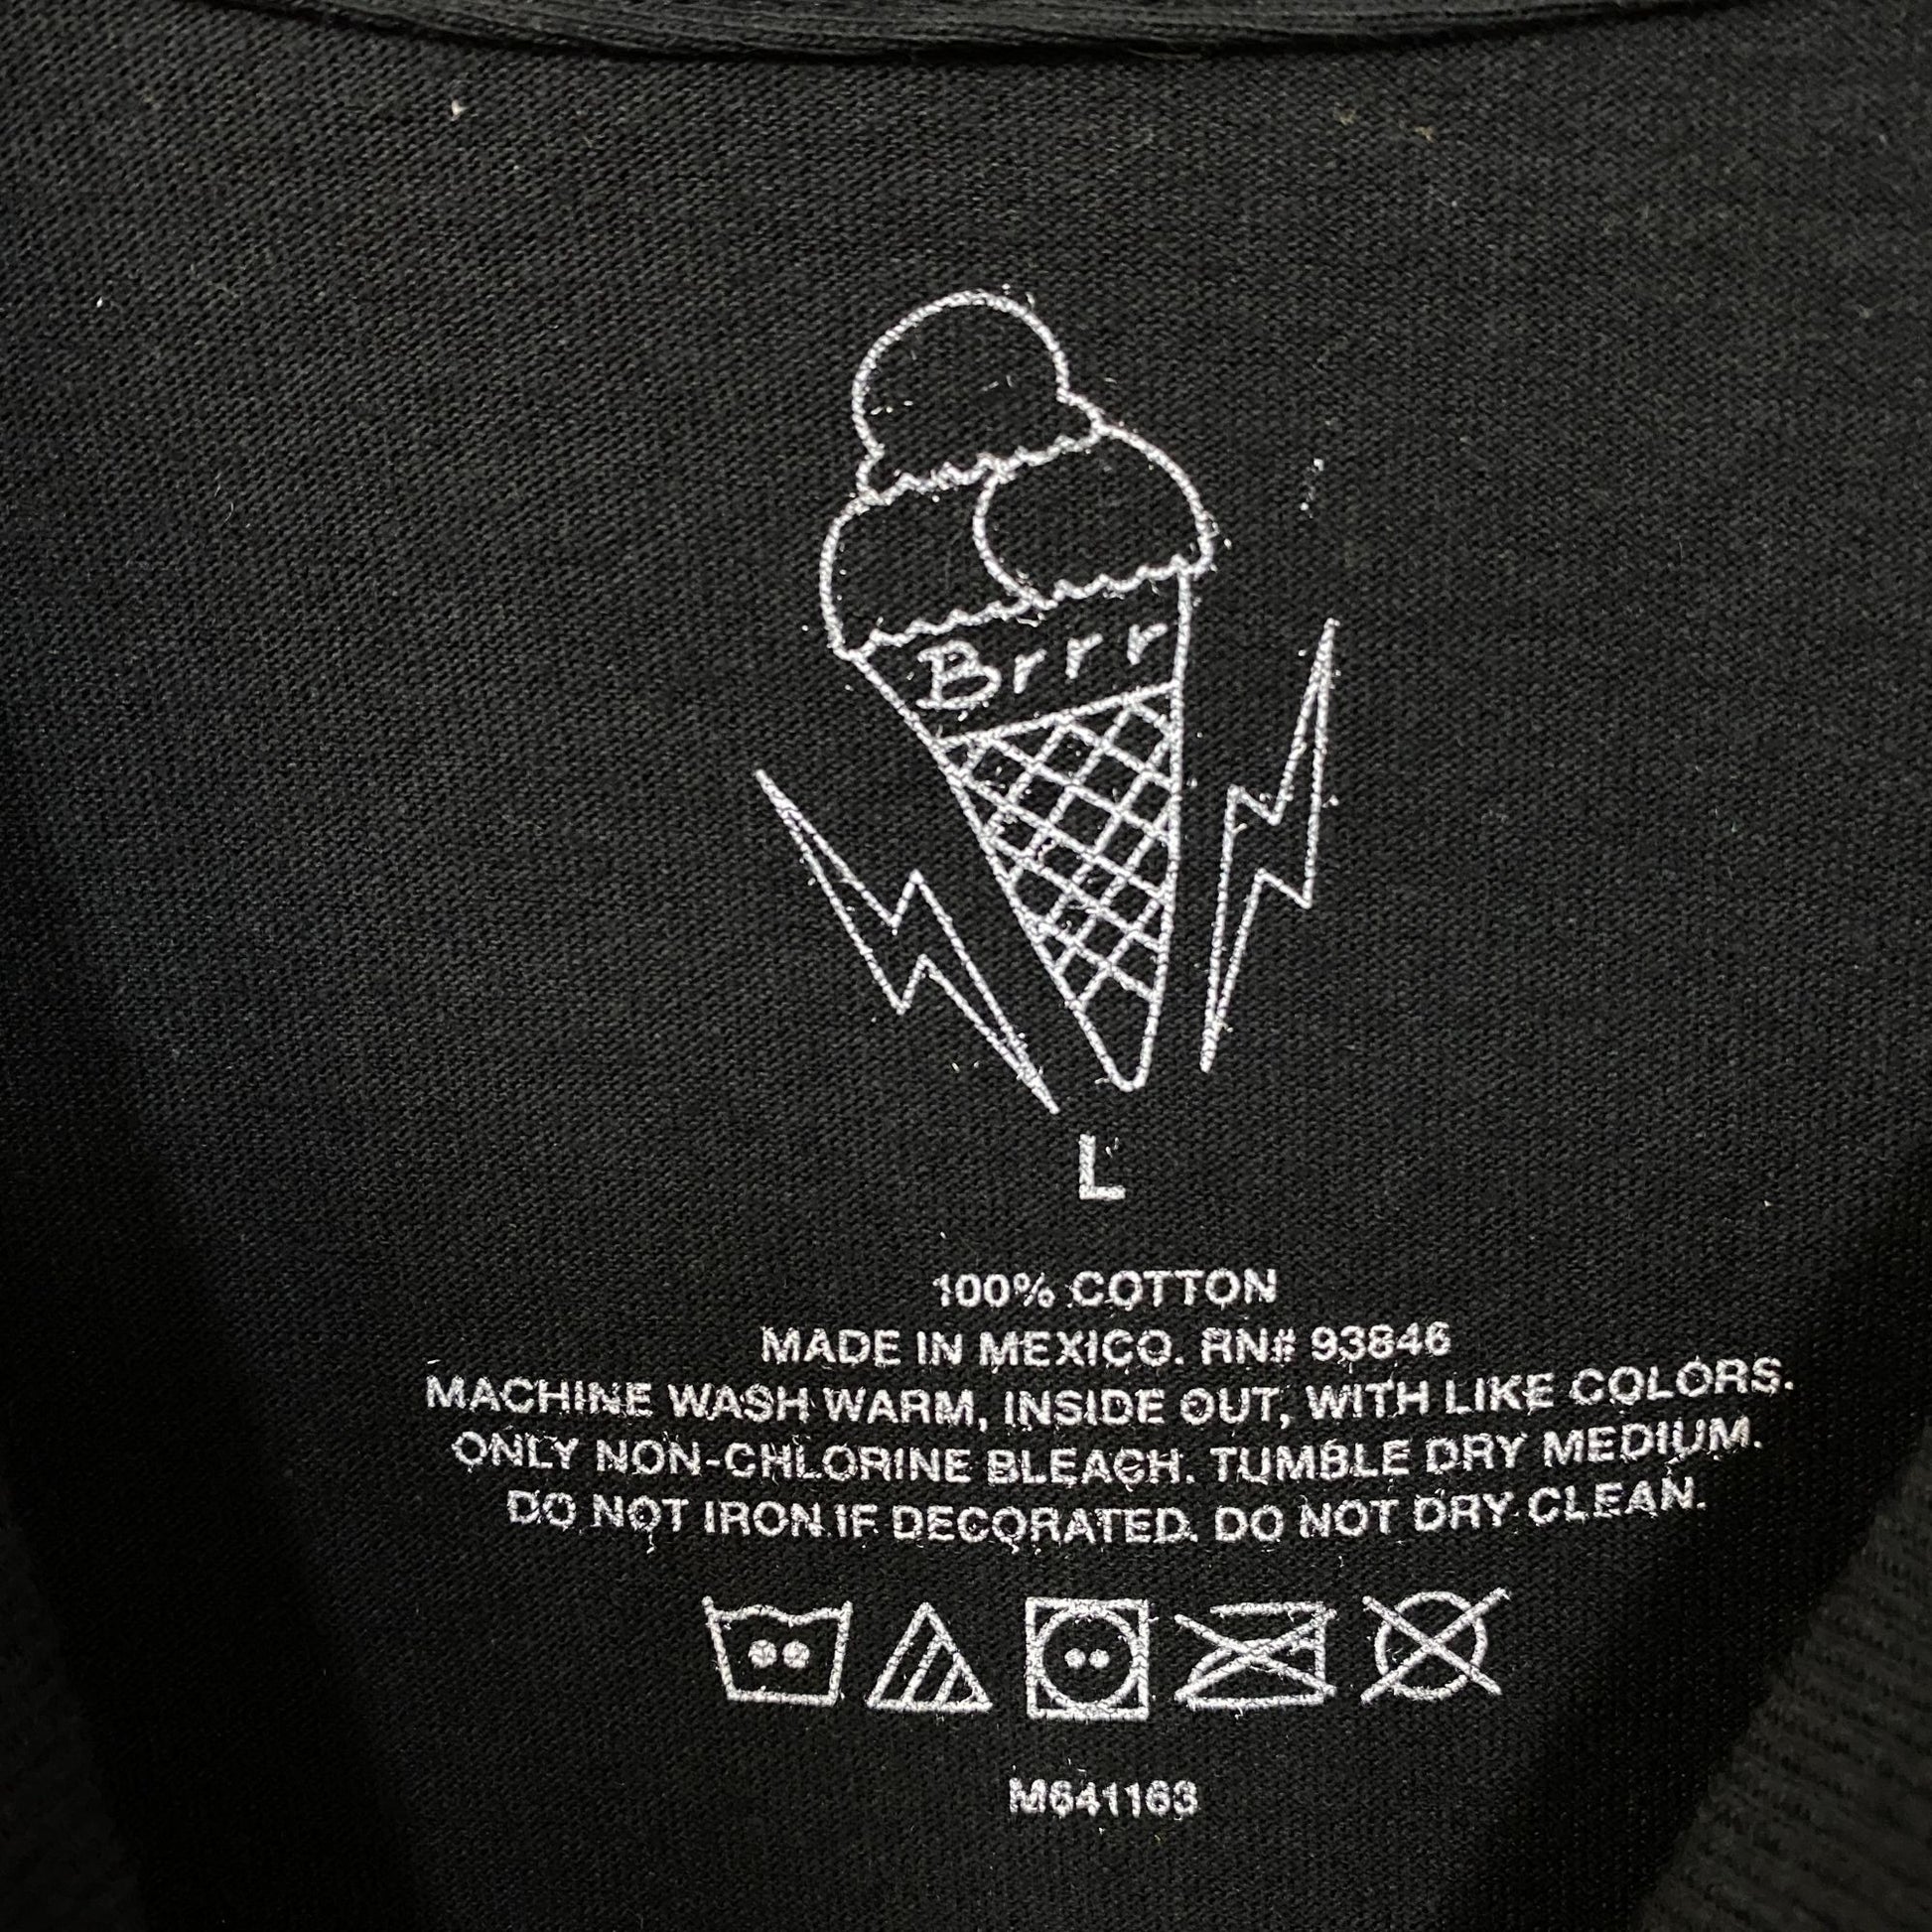 Brrr
L
100% COTTON
MADE IN MEXICO. RN# 93846
MACHINE WASH WARM, INSIDE OUT, WITH LIKE COLORS.
ONLY NON-CHLORINE BLEACH. TUMBLE DRY MEDIUM.
DO NOT IRON IF DECORATED. DO NOT DRY CLEAN.
M641163